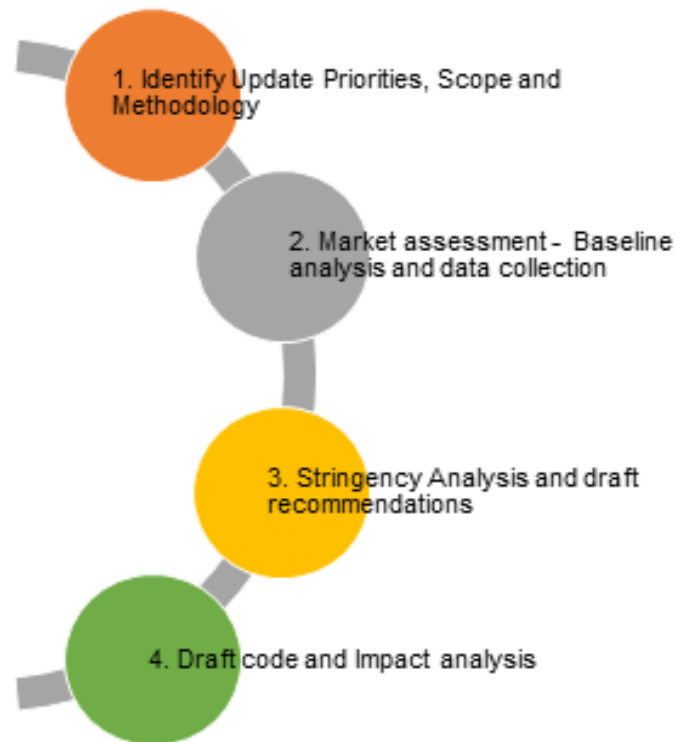 1. Identify Update Priorities, Scope and
Methodology
2. Market assessment - Baseline
analysis and data collection
3. Stringency Analysis and draft
recommendations
4. Draft code and Impact analysis